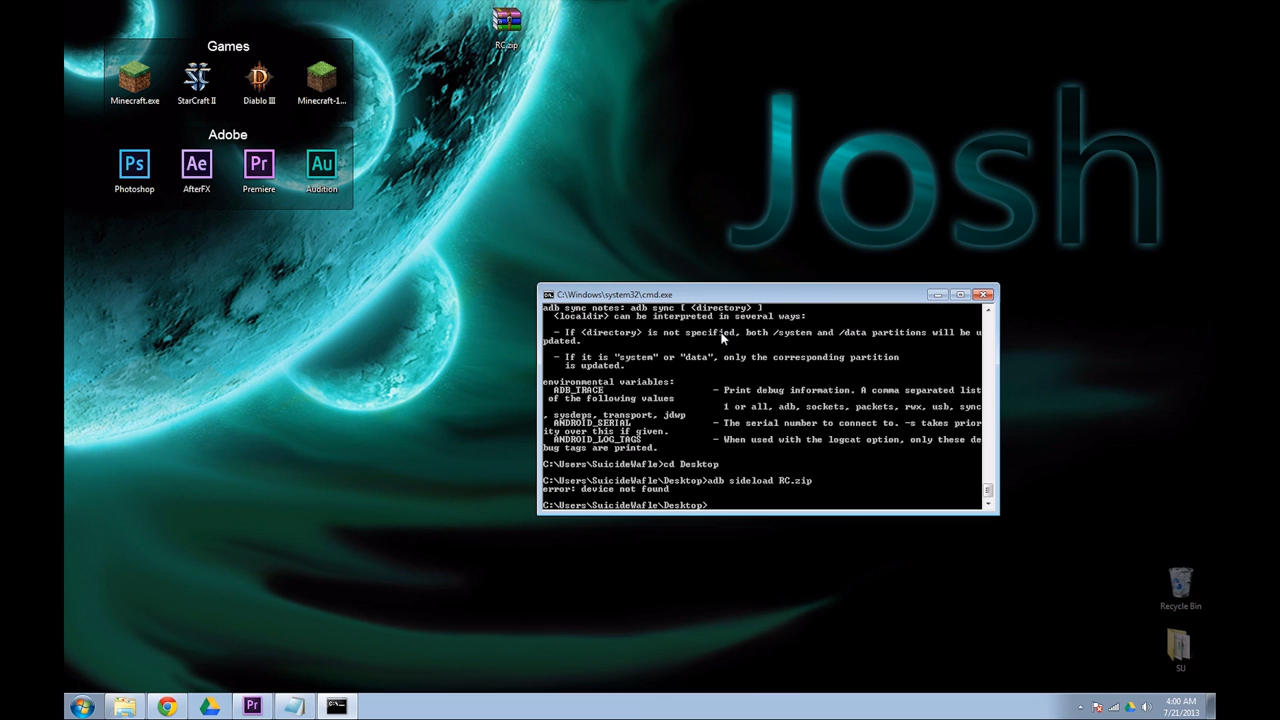 Games
RC.zip
Minecraft.exe
StarCraft II
Diablo III
Minecraft-1...
Adobe
Ps
Ae
Pr
Au
Photoshop
AfterFX
Premiere
Audition
Josh
C:\Windows\system32\cmd.exe
adb sync notes: adb sync [ <directory> ]
<localdir> can be interpreted in several ways:
- If <directory> is not specified, both /system and /data partitions will be u
pdated.
- If it is "system" or "data", only the corresponding partition
is updated.
environmental variables:
ADB_TRACE - Print debug information. A comma separated list
of the following values
1 or all, adb, sockets, packets, rwx, usb, sync
, sysdeps, transport, jdwp
ANDROID_SERIAL - The serial number to connect to. -s takes prior
ity over this if given.
ANDROID_LOG_TAGS - When used with the logcat option, only these de
bug tags are printed.
C:\Users\SuicideWafle>cd Desktop
C:\Users\SuicideWafle\Desktop>adb sideload RC.zip
error: device not found
C:\Users\SuicideWafle\Desktop>
Recycle Bin
SU
Pr
4:00 AM
7/21/2013